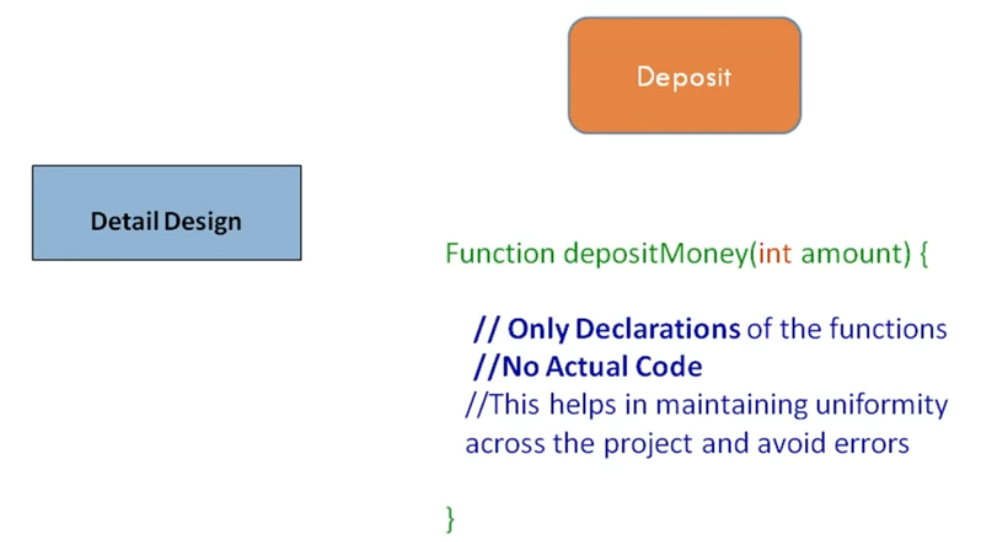 Deposit
Detail Design
Function depositMoney(int amount) {
// Only Declarations of the functions
//No Actual Code
//This helps in maintaining uniformity
across the project and avoid errors
}